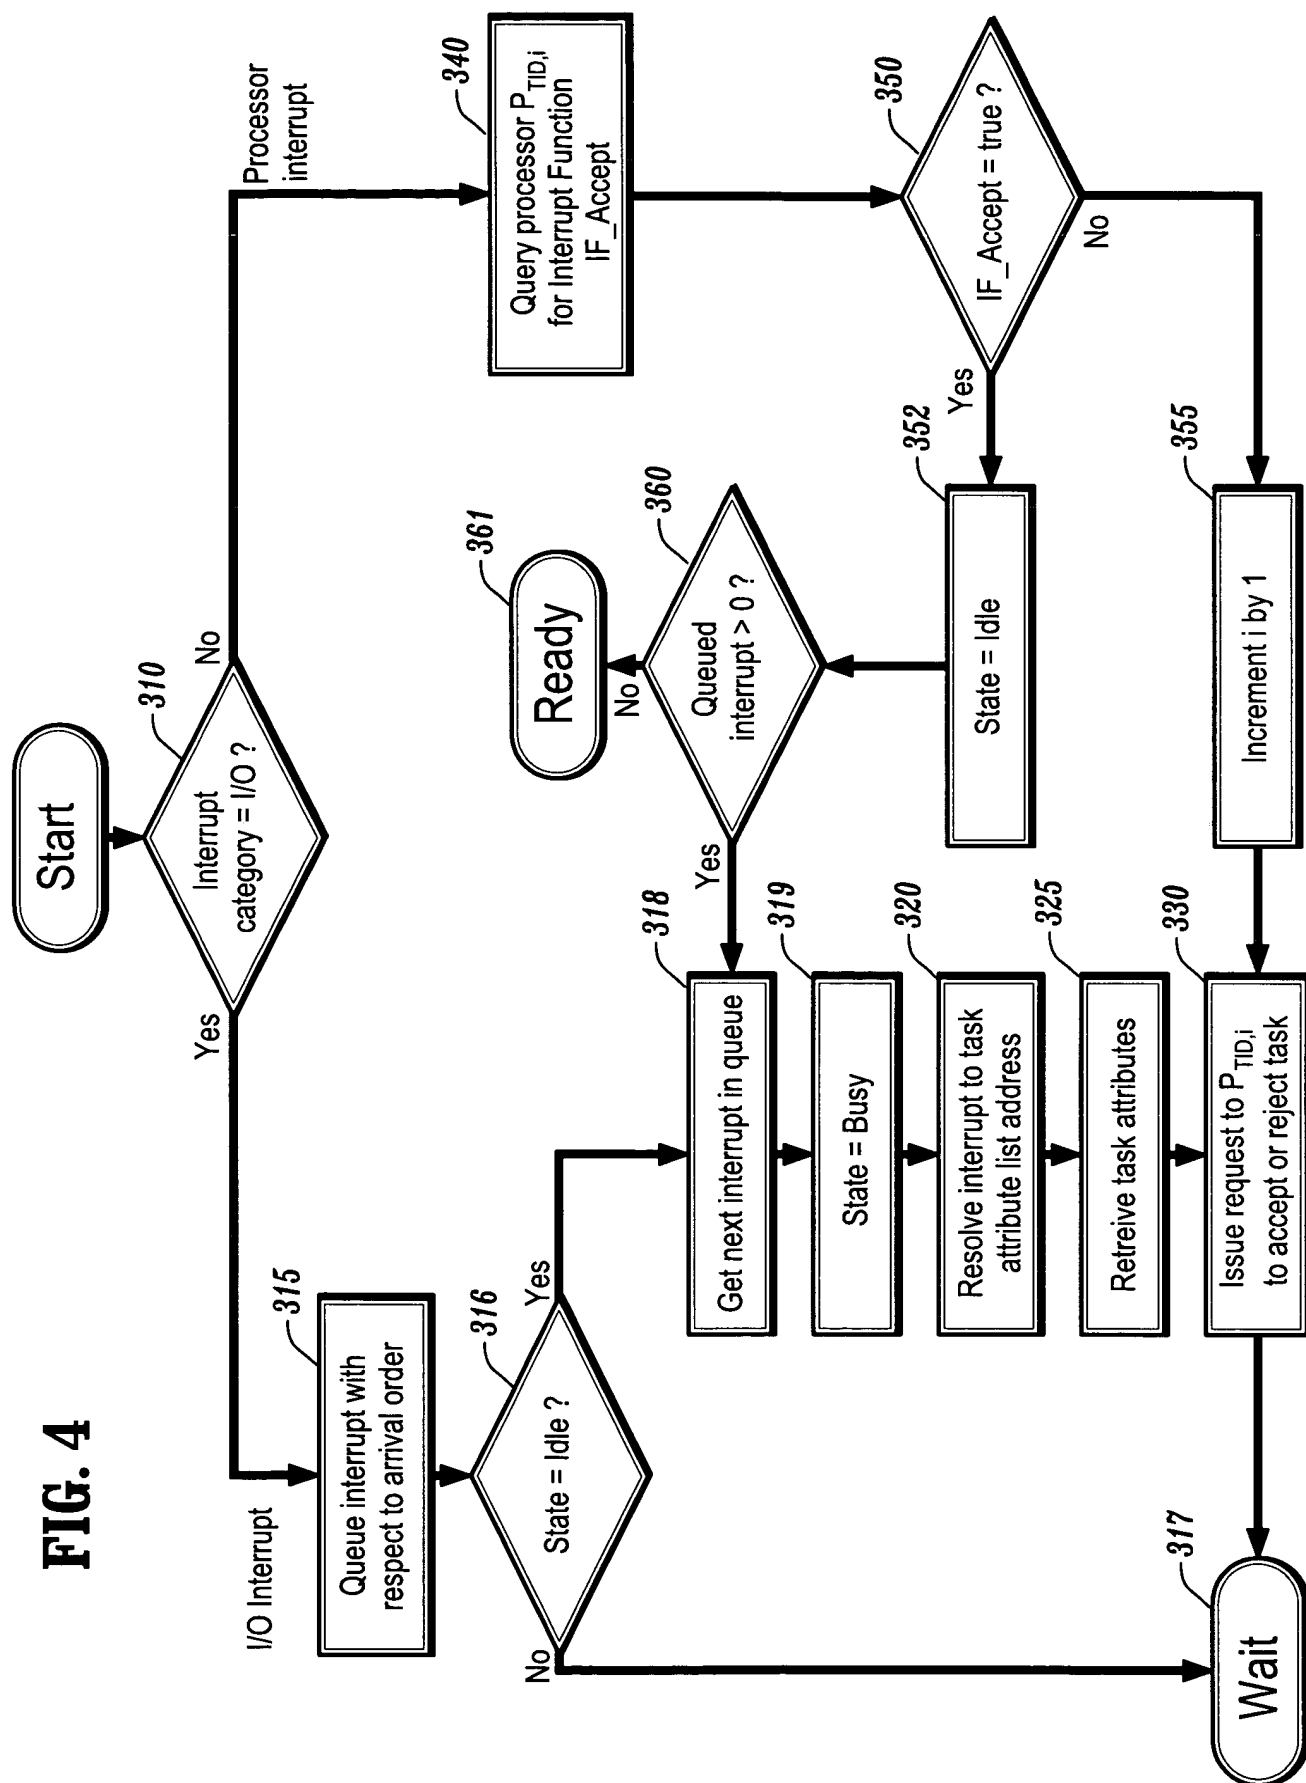 FIG. 4
Start
310
Interrupt
category = I/O ?
Yes
No
I/O Interrupt
Processor
interrupt
315
Queue interrupt with
respect to arrival order
340
Query processor P_TID,i
for Interrupt Function
IF_Accept
316
State = Idle ?
Yes
No
361
Ready
No
360
Queued
interrupt > 0 ?
Yes
318
Get next interrupt in queue
319
State = Busy
320
Resolve interrupt to task
attribute list address
325
Retreive task attributes
330
Issue request to P_TID,i
to accept or reject task
350
IF_Accept = true ?
Yes
No
352
State = Idle
355
Increment i by 1
317
Wait